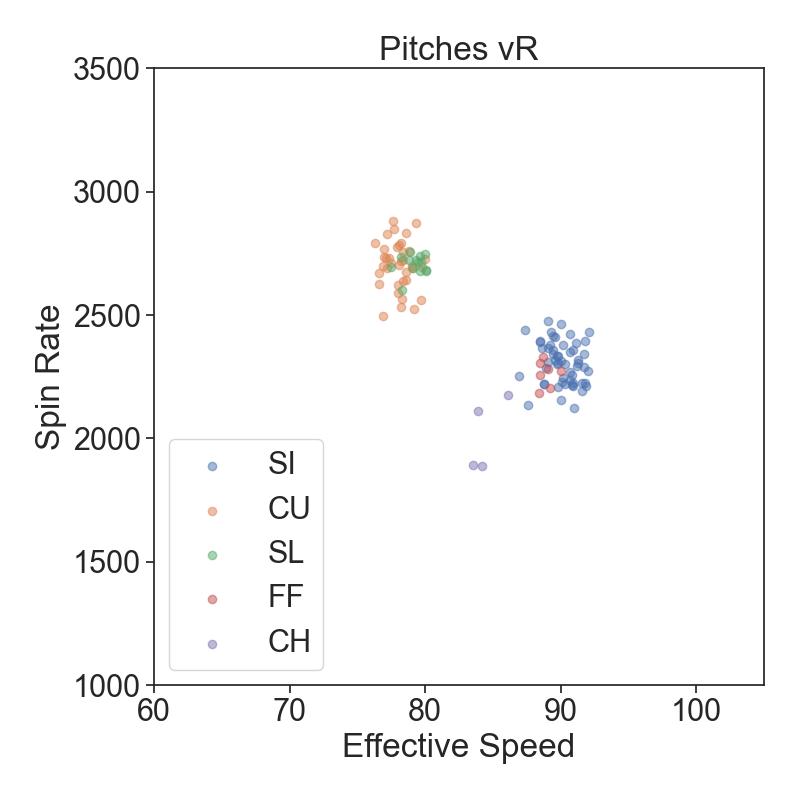 Pitches vR
3500
3000
2500
2000
1500
1000
Spin Rate
SI
CU
SL
FF
CH
60 70 80 90 100
Effective Speed